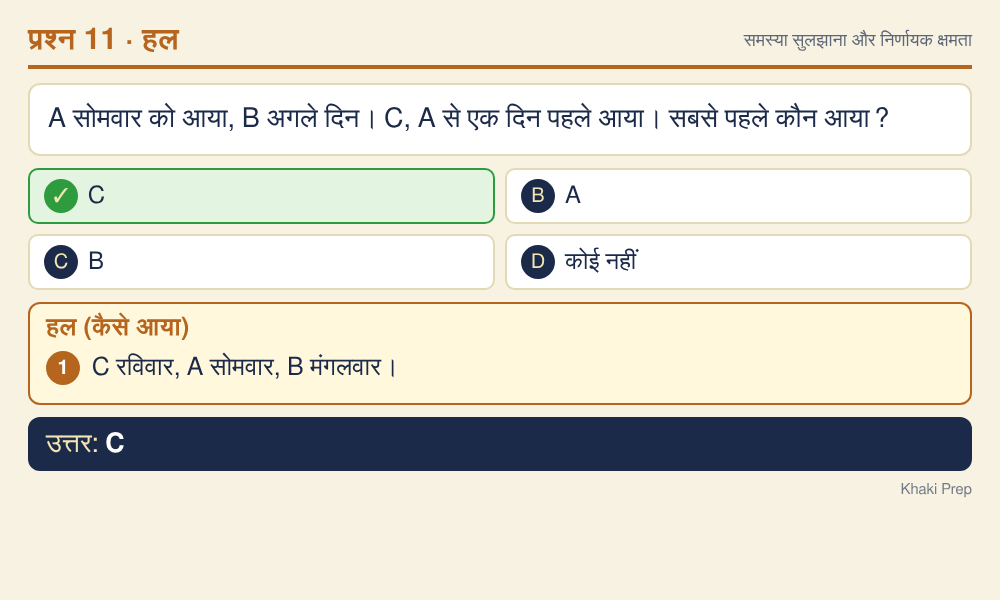 प्रश्न 11 · हल
समस्या सुलझाना और निर्णायक क्षमता
A सोमवार को आया, B अगले दिन। C, A से एक दिन पहले आया। सबसे पहले कौन आया?
✓ C
B A
C B
D कोई नहीं
हल (कैसे आया)
1 C रविवार, A सोमवार, B मंगलवार।
उत्तर: C
Khaki Prep